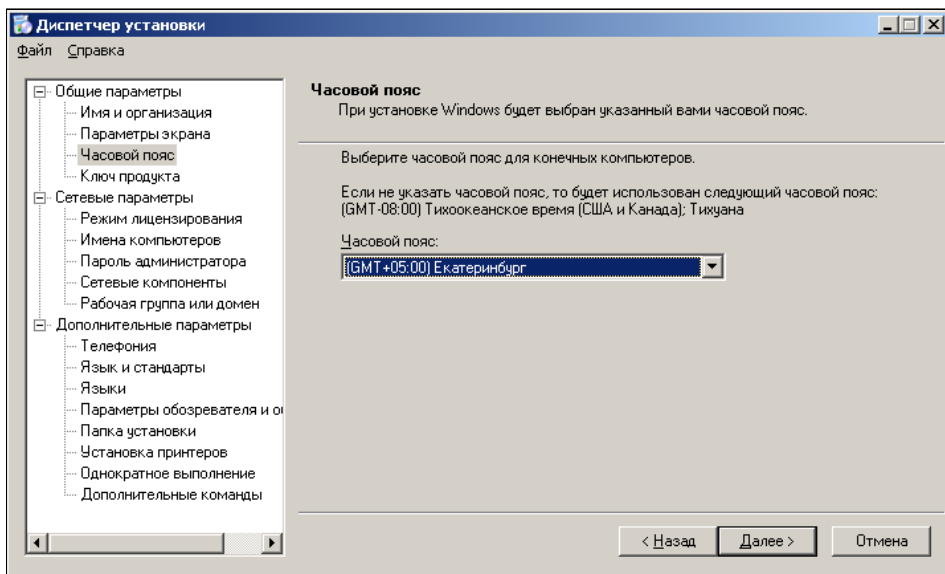 Диспетчер установки
Файл Справка
Общие параметры
Имя и организация
Параметры экрана
Часовой пояс
Ключ продукта
Сетевые параметры
Режим лицензирования
Имена компьютеров
Пароль администратора
Сетевые компоненты
Рабочая группа или домен
Дополнительные параметры
Телефония
Язык и стандарты
Языки
Параметры обозревателя и
Папка установки
Установка принтеров
Однократное выполнение
Дополнительные команды
Часовой пояс
При установке Windows будет выбран указанный вами часовой пояс.
Выберите часовой пояс для конечных компьютеров.
Если не указать часовой пояс, то будет использован следующий часовой пояс:
(GMT-08:00) Тихоокеанское время (США и Канада); Тихуана
Часовой пояс:
(GMT+05:00) Екатеринбург
< Назад Далее > Отмена